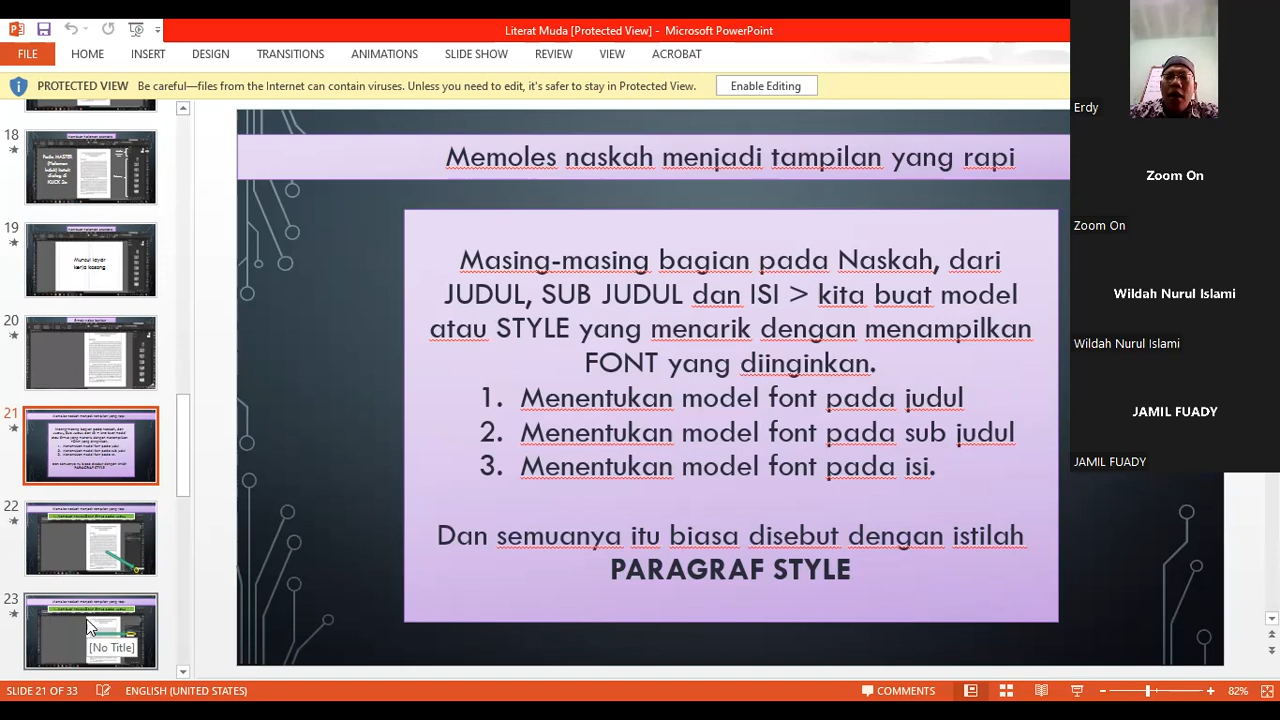 Literat Muda [Protected View] - Microsoft PowerPoint
FILE HOME INSERT DESIGN TRANSITIONS ANIMATIONS SLIDE SHOW REVIEW VIEW ACROBAT
PROTECTED VIEW Be careful—files from the Internet can contain viruses. Unless you need to edit, it's safer to stay in Protected View. Enable Editing
Erdy
Zoom On
Zoom On
Wildah Nurul Islami
Wildah Nurul Islami
JAMIL FUADY
JAMIL FUADY
18
19
Muncul layar
kerja kosong
20
21
22
23
[No Title]
Memoles naskah menjadi tampilan yang rapi
Masing-masing bagian pada Naskah, dari
JUDUL, SUB JUDUL dan ISI > kita buat model
atau STYLE yang menarik dengan menampilkan
FONT yang diinginkan.
1. Menentukan model font pada judul
2. Menentukan model font pada sub judul
3. Menentukan model font pada isi.
Dan semuanya itu biasa disebut dengan istilah
PARAGRAF STYLE
SLIDE 21 OF 33 ENGLISH (UNITED STATES) COMMENTS 82%